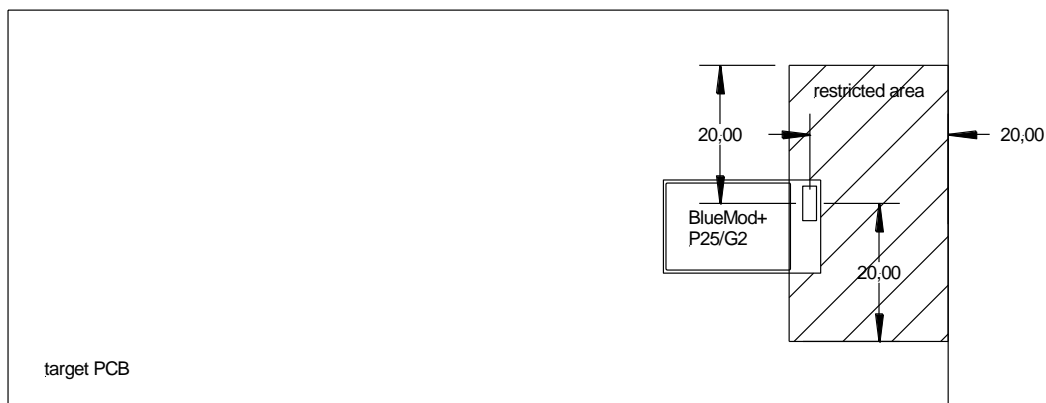 restricted area
20,00
20,00
BlueMod+
P25/G2
20,00
target PCB